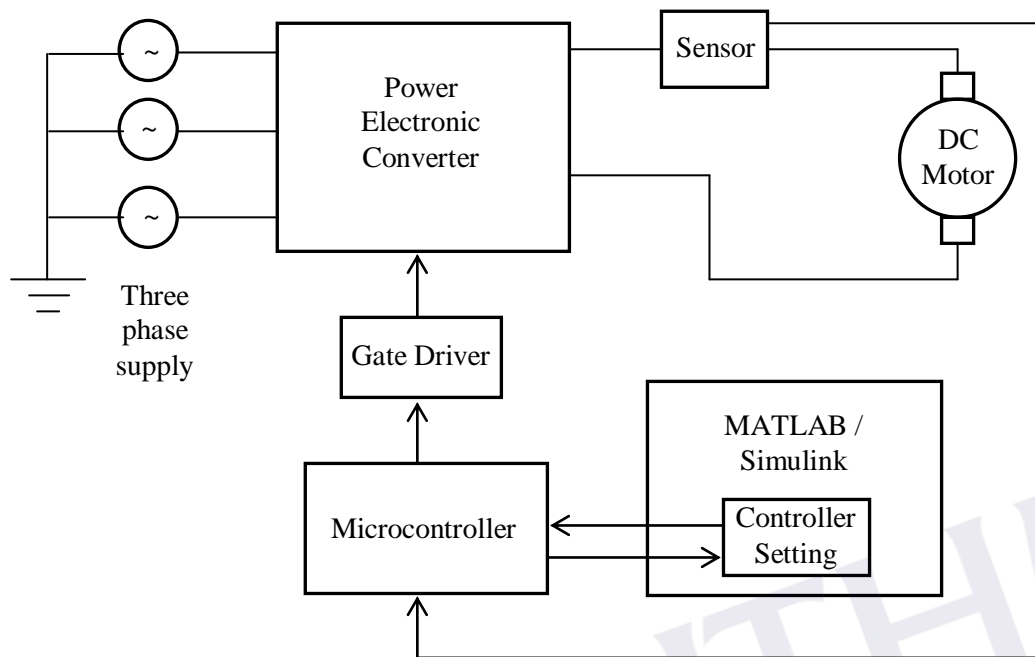 ~
~
~
Three
phase
supply
Power
Electronic
Converter
Sensor
DC
Motor
Gate Driver
Microcontroller
MATLAB /
Simulink
Controller
Setting